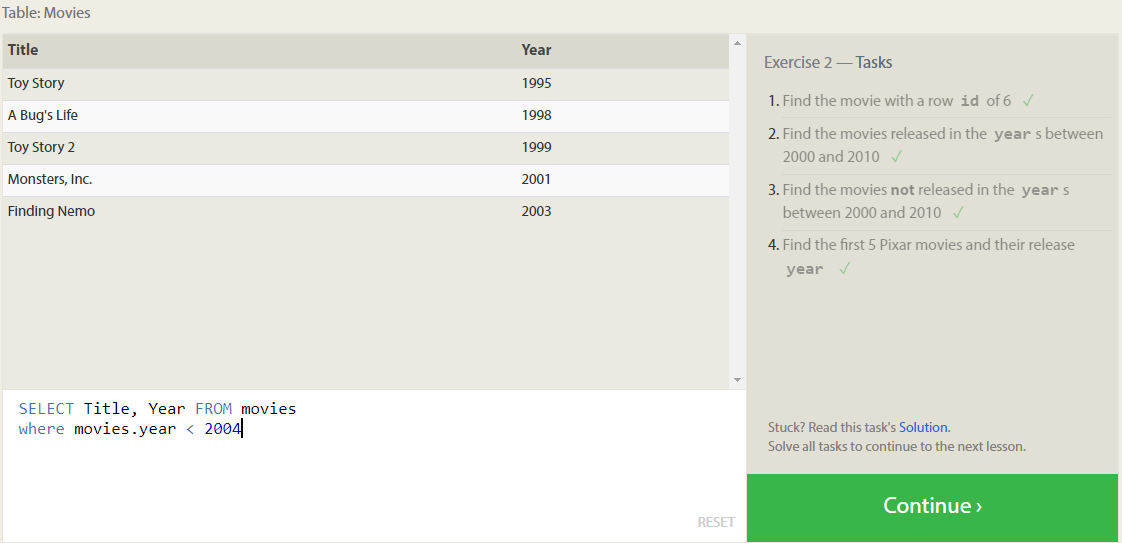 Table: Movies
Title Year
Toy Story 1995
A Bug's Life 1998
Toy Story 2 1999
Monsters, Inc. 2001
Finding Nemo 2003
SELECT Title, Year FROM movies
where movies.year < 2004
RESET
Exercise 2 — Tasks
1. Find the movie with a row id of 6 ✓
2. Find the movies released in the year s between
2000 and 2010 ✓
3. Find the movies not released in the year s
between 2000 and 2010 ✓
4. Find the first 5 Pixar movies and their release
year ✓
Stuck? Read this task's Solution.
Solve all tasks to continue to the next lesson.
Continue ›